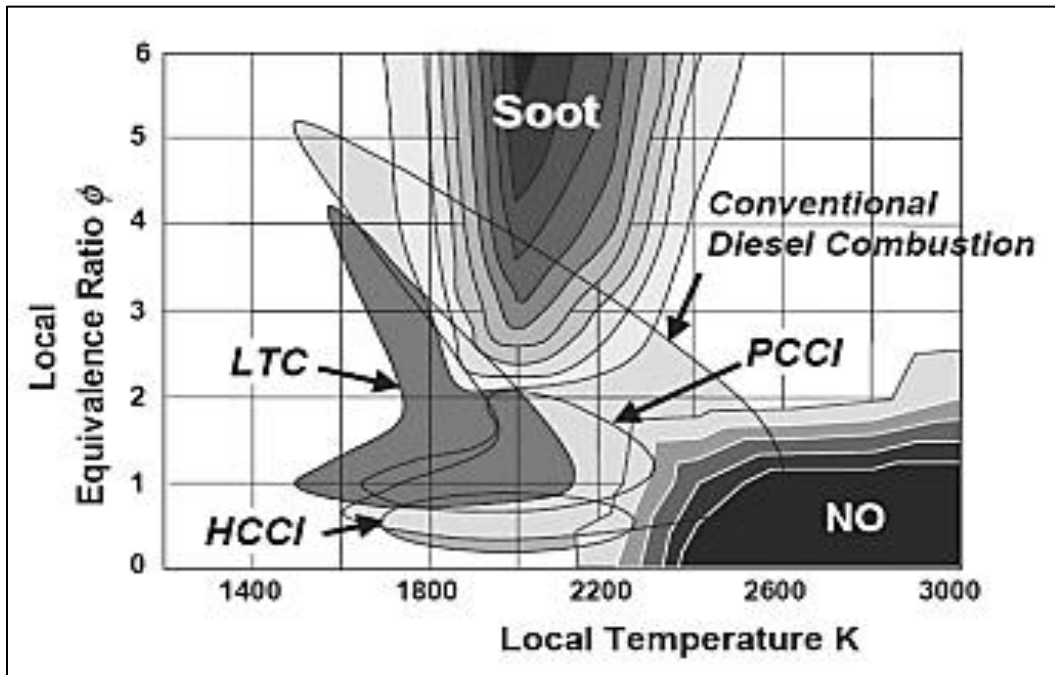 6
5
4
3
2
1
0
Local
Equivalence Ratio ϕ
Soot
Conventional
Diesel Combustion
LTC
PCCI
HCCI
NO
1400
1800
2200
2600
3000
Local Temperature K